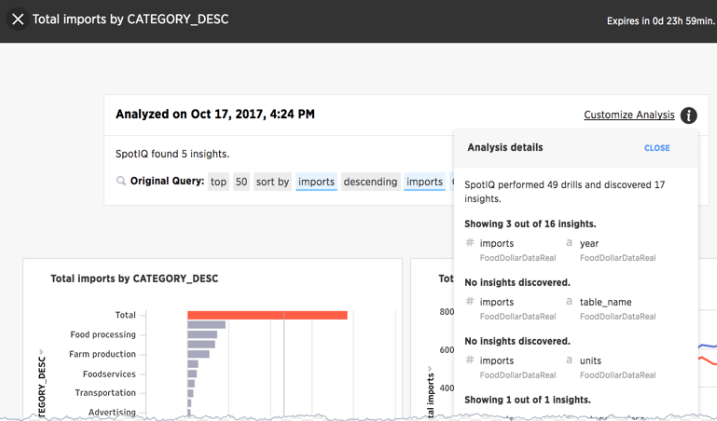 Total imports by CATEGORY_DESC
Expires in 0d 23h 59min.
Analyzed on Oct 17, 2017, 4:24 PM
Customize Analysis
SpotIQ found 5 insights.
Original Query: top 50 sort by imports descending imports
Analysis details
CLOSE
SpotIQ performed 49 drills and discovered 17
insights.
Showing 3 out of 16 insights.
# imports a year
FoodDollarDataReal FoodDollarDataReal
No insights discovered.
# imports a table_name
FoodDollarDataReal FoodDollarDataReal
No insights discovered.
# imports a units
FoodDollarDataReal FoodDollarDataReal
Showing 1 out of 1 insights.
Total imports by CATEGORY_DESC
Total
Food processing
Farm production
Foodservices
Transportation
Advertising
TEGORY_DESC
Tot
800
600
400
tal imports